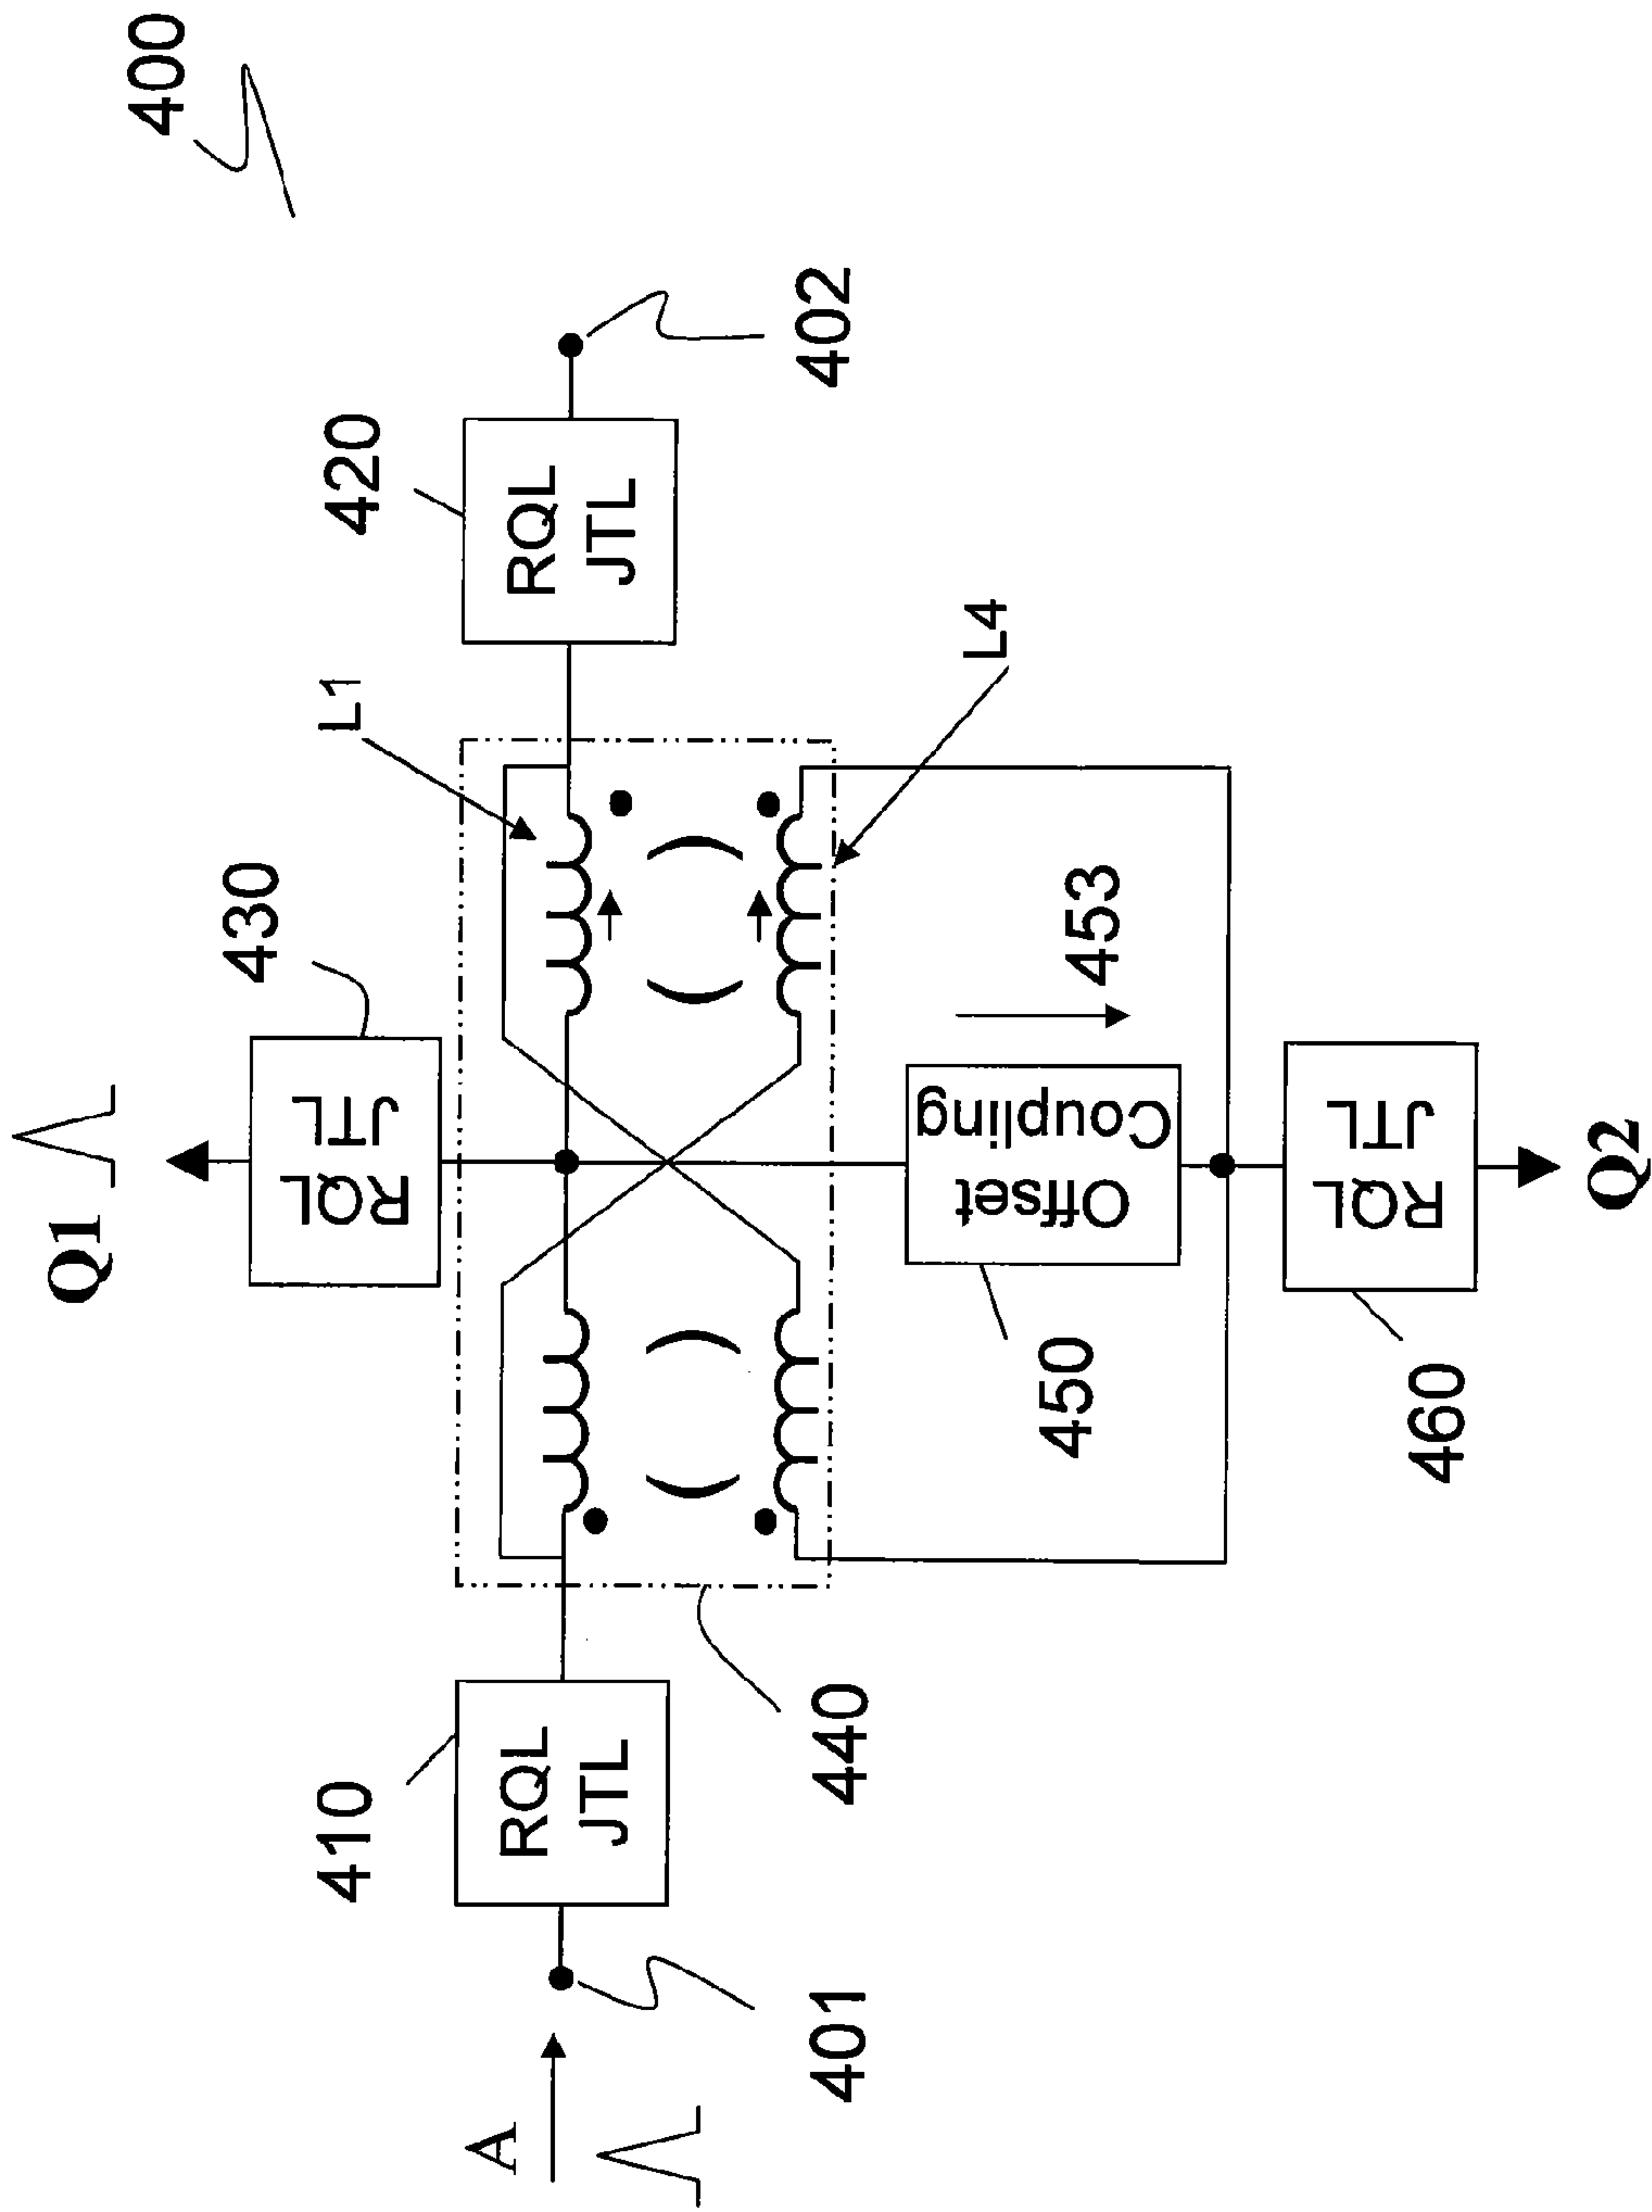 400
Q1
430
L1
420
RQL
JTL
410
RQL
JTL
RQL
JTL
402
A
401
440
L4
Offset
Coupling
453
450
RQL
JTL
460
Q2